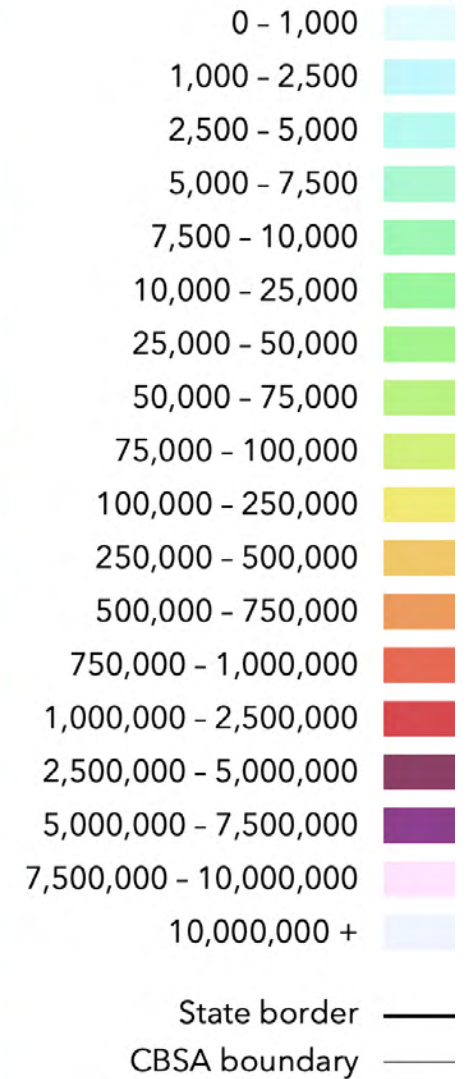 0 – 1,000
1,000 – 2,500
2,500 – 5,000
5,000 – 7,500
7,500 – 10,000
10,000 – 25,000
25,000 – 50,000
50,000 – 75,000
75,000 – 100,000
100,000 – 250,000
250,000 – 500,000
500,000 – 750,000
750,000 – 1,000,000
1,000,000 – 2,500,000
2,500,000 – 5,000,000
5,000,000 – 7,500,000
7,500,000 – 10,000,000
10,000,000 +
State border
CBSA boundary